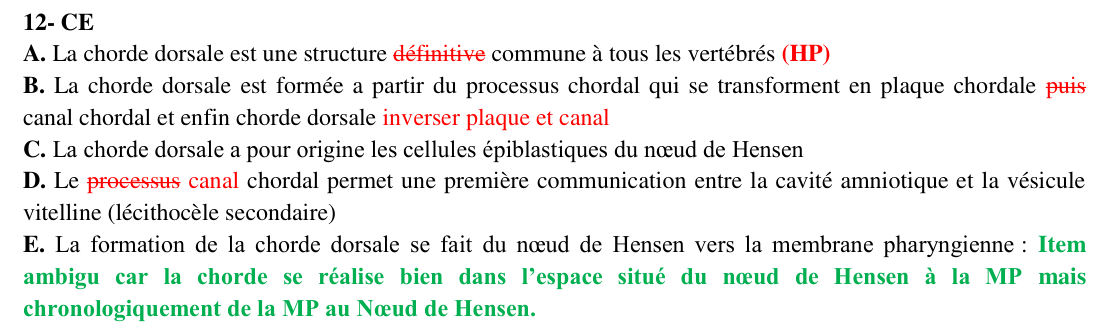 12- CE
A. La chorde dorsale est une structure définitive commune à tous les vertébrés (HP)
B. La chorde dorsale est formée a partir du processus chordal qui se transforment en plaque chordale puis
canal chordal et enfin chorde dorsale inverser plaque et canal
C. La chorde dorsale a pour origine les cellules épiblastiques du nœud de Hensen
D. Le processus canal chordal permet une première communication entre la cavité amniotique et la vésicule
vitelline (lécithocèle secondaire)
E. La formation de la chorde dorsale se fait du nœud de Hensen vers la membrane pharyngienne : Item
ambigu car la chorde se réalise bien dans l’espace situé du nœud de Hensen à la MP mais
chronologiquement de la MP au Nœud de Hensen.